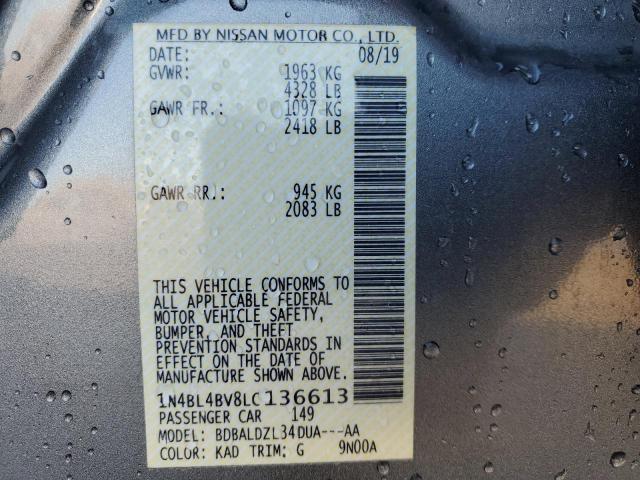 MFD BY NISSAN MOTOR CO., LTD.
DATE: 08/19
GVWR: 1963 KG
4328 LB
GAWR FR.: 1097 KG
2418 LB
GAWR RR.: 945 KG
2083 LB
THIS VEHICLE CONFORMS TO
ALL APPLICABLE FEDERAL
MOTOR VEHICLE SAFETY,
BUMPER, AND THEFT
PREVENTION STANDARDS IN
EFFECT ON THE DATE OF
MANUFACTURE SHOWN ABOVE.
1N4BL4BV8LC136613
PASSENGER CAR 149
MODEL: BDBALDZL34DUA---AA
COLOR: KAD TRIM: G 9N00A